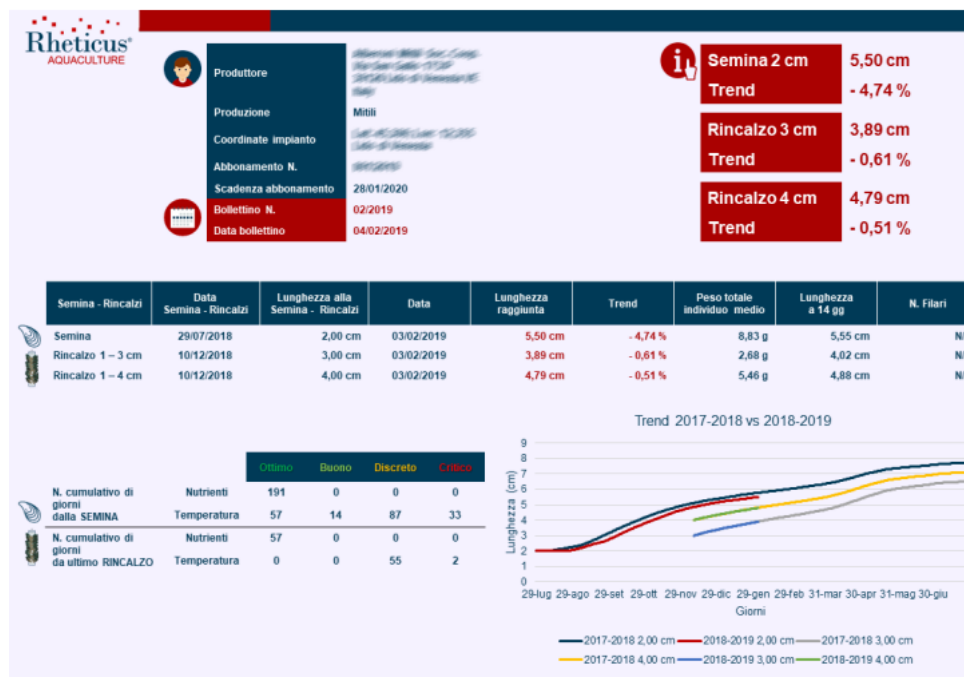 Rheticus®
AQUACULTURE
Produttore
Produzione Mitili
Coordinate impianto
Abbonamento N.
Scadenza abbonamento 28/01/2020
Bollettino N. 02/2019
Data bollettino 04/02/2019
i
Semina 2 cm 5,50 cm
Trend - 4,74 %
Rincalzo 3 cm 3,89 cm
Trend - 0,61 %
Rincalzo 4 cm 4,79 cm
Trend - 0,51 %
Semina - Rincalzi Data Semina - Rincalzi Lunghezza alla Semina - Rincalzi Data Lunghezza raggiunta Trend Peso totale individuo medio Lunghezza a 14 gg N. Filari
Semina 29/07/2018 2,00 cm 03/02/2019 5,50 cm - 4,74 % 8,83 g 5,55 cm
Rincalzo 1 – 3 cm 10/12/2018 3,00 cm 03/02/2019 3,89 cm - 0,61 % 2,68 g 4,02 cm
Rincalzo 1 – 4 cm 10/12/2018 4,00 cm 03/02/2019 4,79 cm - 0,51 % 5,46 g 4,88 cm
Ottimo Buono Discreto Critico
N. cumulativo di
giorni
dalla SEMINA
Nutrienti 191 0 0 0
Temperatura 57 14 87 33
N. cumulativo di
giorni
da ultimo RINCALZO
Nutrienti 57 0 0 0
Temperatura 0 0 55 2
Trend 2017-2018 vs 2018-2019
Lunghezza (cm)
9
8
7
6
5
4
3
2
1
0
29-lug 29-ago 29-set 29-ott 29-nov 29-dic 29-gen 29-feb 31-mar 30-apr 31-mag 30-giu
Giorni
2017-2018 2,00 cm 2018-2019 2,00 cm 2017-2018 3,00 cm
2017-2018 4,00 cm 2018-2019 3,00 cm 2018-2019 4,00 cm